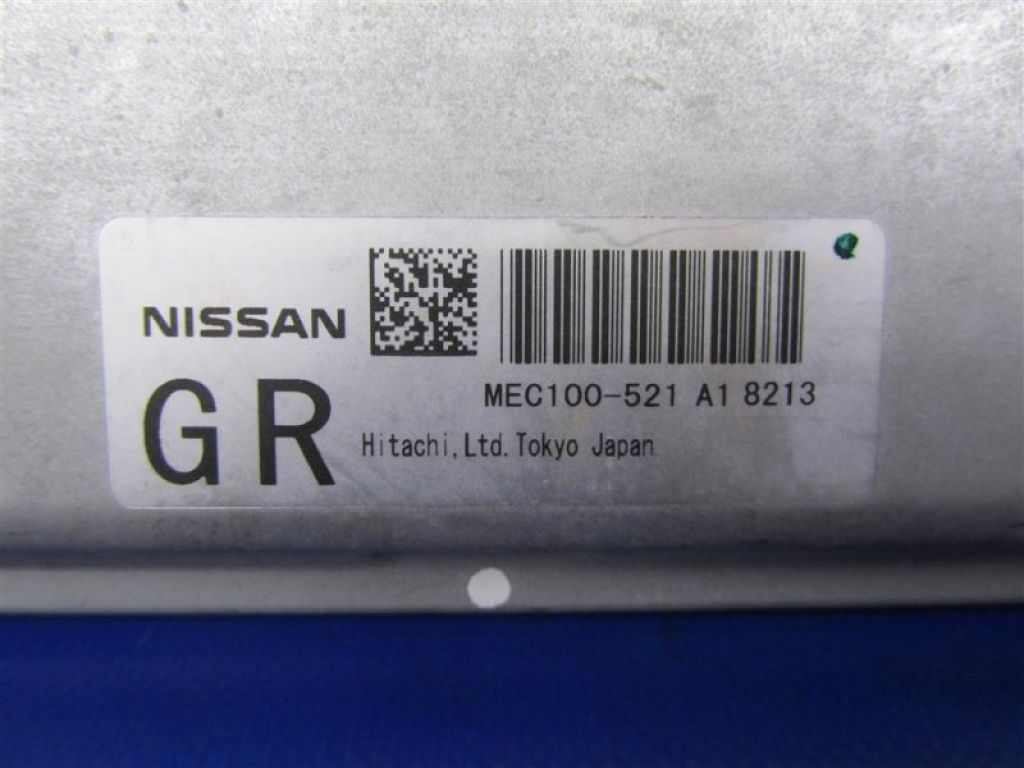 NISSAN
MEC100-521 A1 8213
GR
Hitachi,Ltd.Tokyo Japan